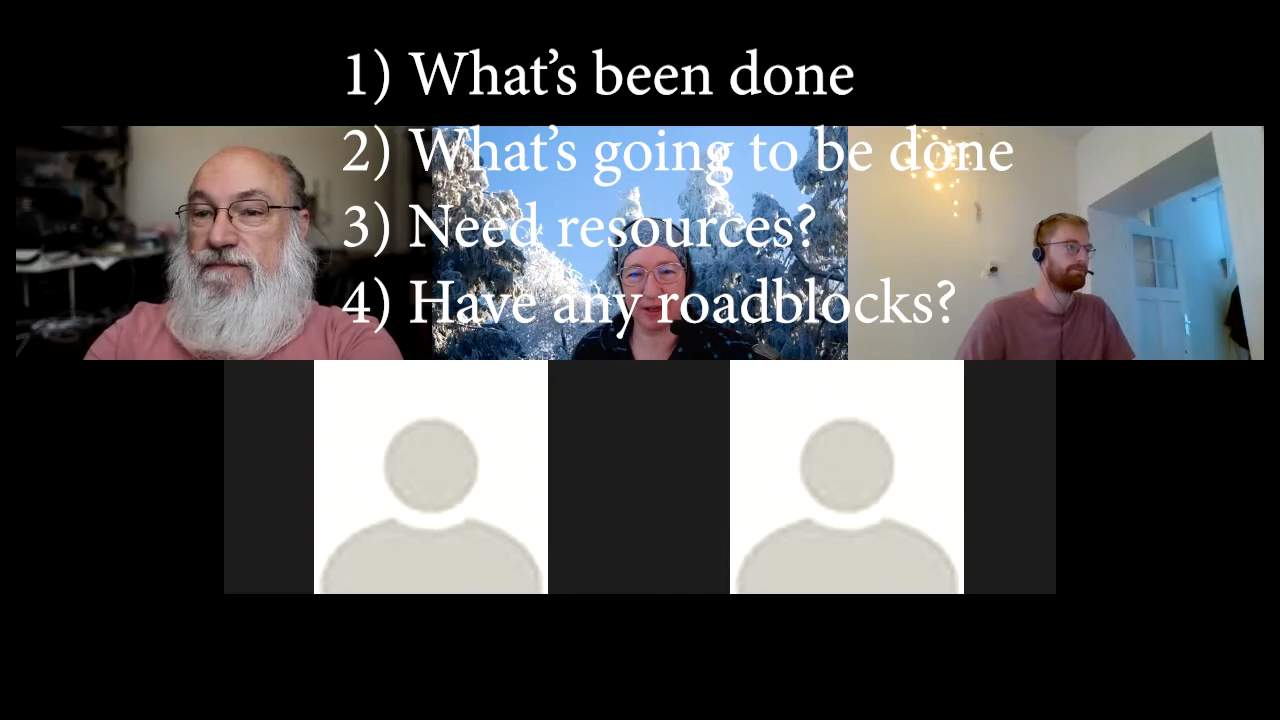 1) What’s been done
2) What’s going to be done
3) Need resources?
4) Have any roadblocks?